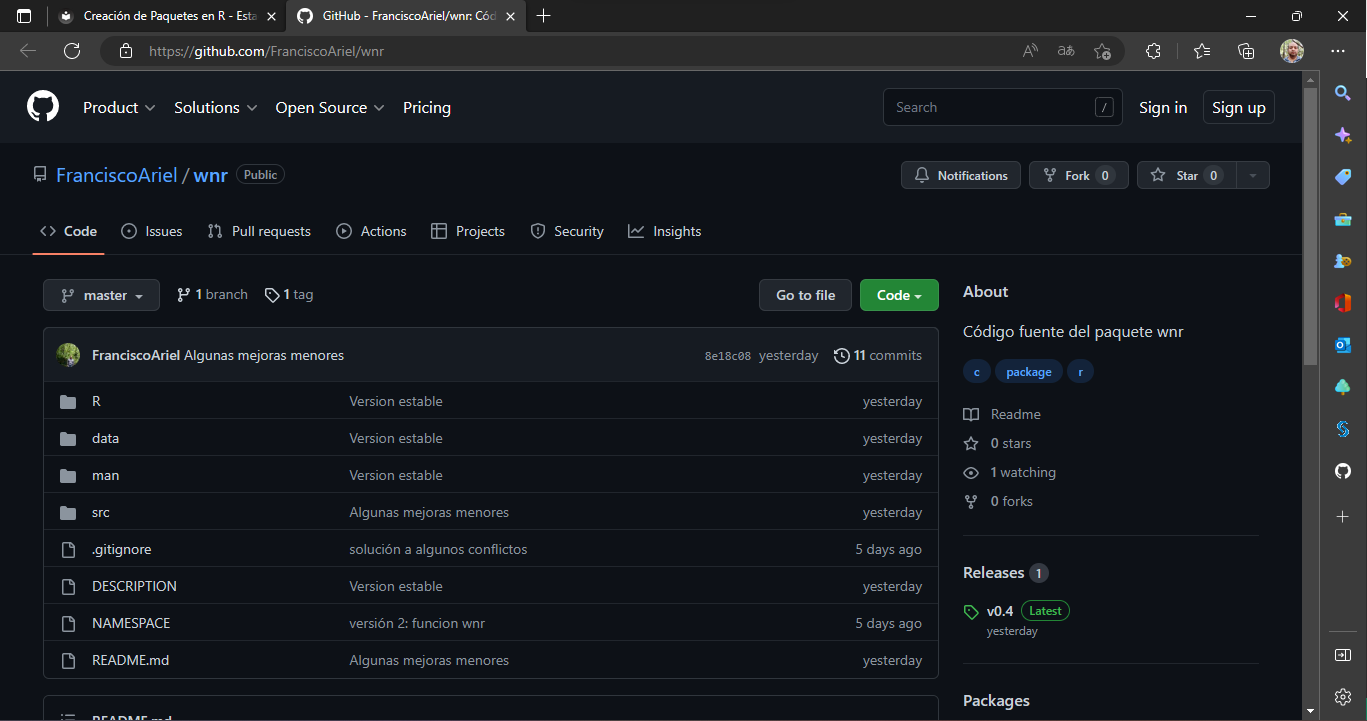 Creación de Paquetes en R - Esta
GitHub - FranciscoAriel/wnr: Cód
https://github.com/FranciscoAriel/wnr
Product Solutions Open Source Pricing
Search /
Sign in Sign up
FranciscoAriel / wnr Public
Notifications Fork 0 Star 0
Code Issues Pull requests Actions Projects Security Insights
master 1 branch 1 tag
Go to file Code
FranciscoAriel Algunas mejoras menores 8e18c08 yesterday 11 commits
R Version estable yesterday
data Version estable yesterday
man Version estable yesterday
src Algunas mejoras menores yesterday
.gitignore solución a algunos conflictos 5 days ago
DESCRIPTION Version estable yesterday
NAMESPACE versión 2: funcion wnr 5 days ago
README.md Algunas mejoras menores yesterday
README.md
About
Código fuente del paquete wnr
c package r
Readme
0 stars
1 watching
0 forks
Releases 1
v0.4 Latest
yesterday
Packages